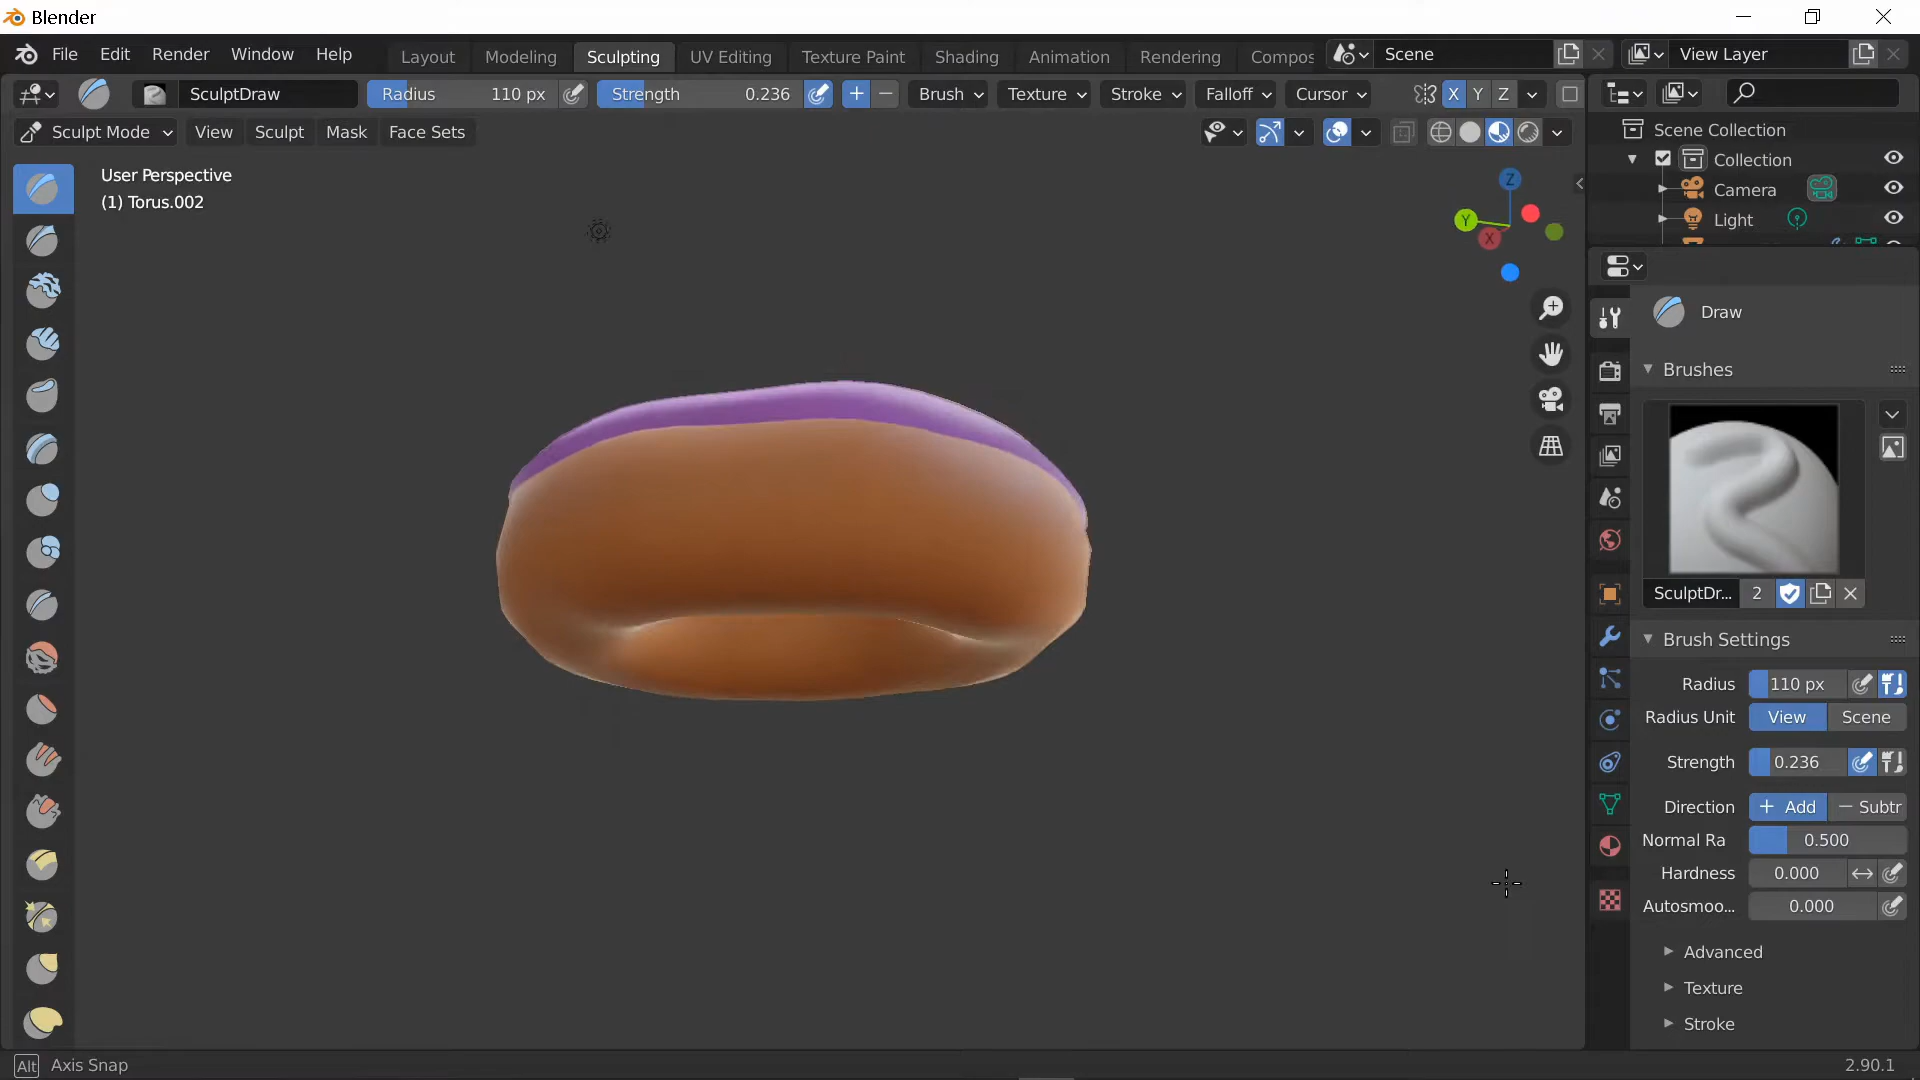 Blender
File Edit Render Window Help Layout Modeling Sculpting UV Editing Texture Paint Shading Animation Rendering Compos Scene View Layer
SculptDraw Radius 110 px Strength 0.236 Brush Texture Stroke Falloff Cursor X Y Z
Sculpt Mode View Sculpt Mask Face Sets
User Perspective
(1) Torus.002
Z
Y
X
Scene Collection
Collection
Camera
Light
Draw
Brushes
SculptDr... 2
Brush Settings
Radius 110 px
Radius Unit View Scene
Strength 0.236
Direction + Add − Subtr
Normal Ra 0.500
Hardness 0.000
Autosmoo... 0.000
Advanced
Texture
Stroke
Alt Axis Snap 2.90.1